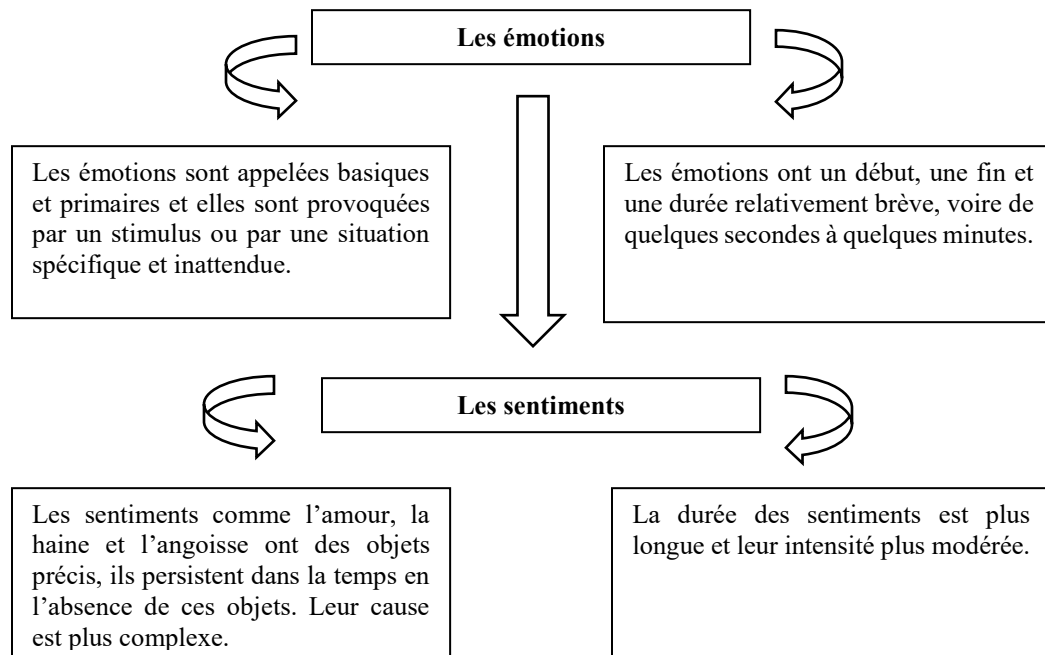 Les émotions
Les émotions sont appelées basiques
et primaires et elles sont provoquées
par un stimulus ou par une situation
spécifique et inattendue.
Les émotions ont un début, une fin et
une durée relativement brève, voire de
quelques secondes à quelques minutes.
Les sentiments
Les sentiments comme l’amour, la
haine et l’angoisse ont des objets
précis, ils persistent dans la temps en
l’absence de ces objets. Leur cause
est plus complexe.
La durée des sentiments est plus
longue et leur intensité plus modérée.